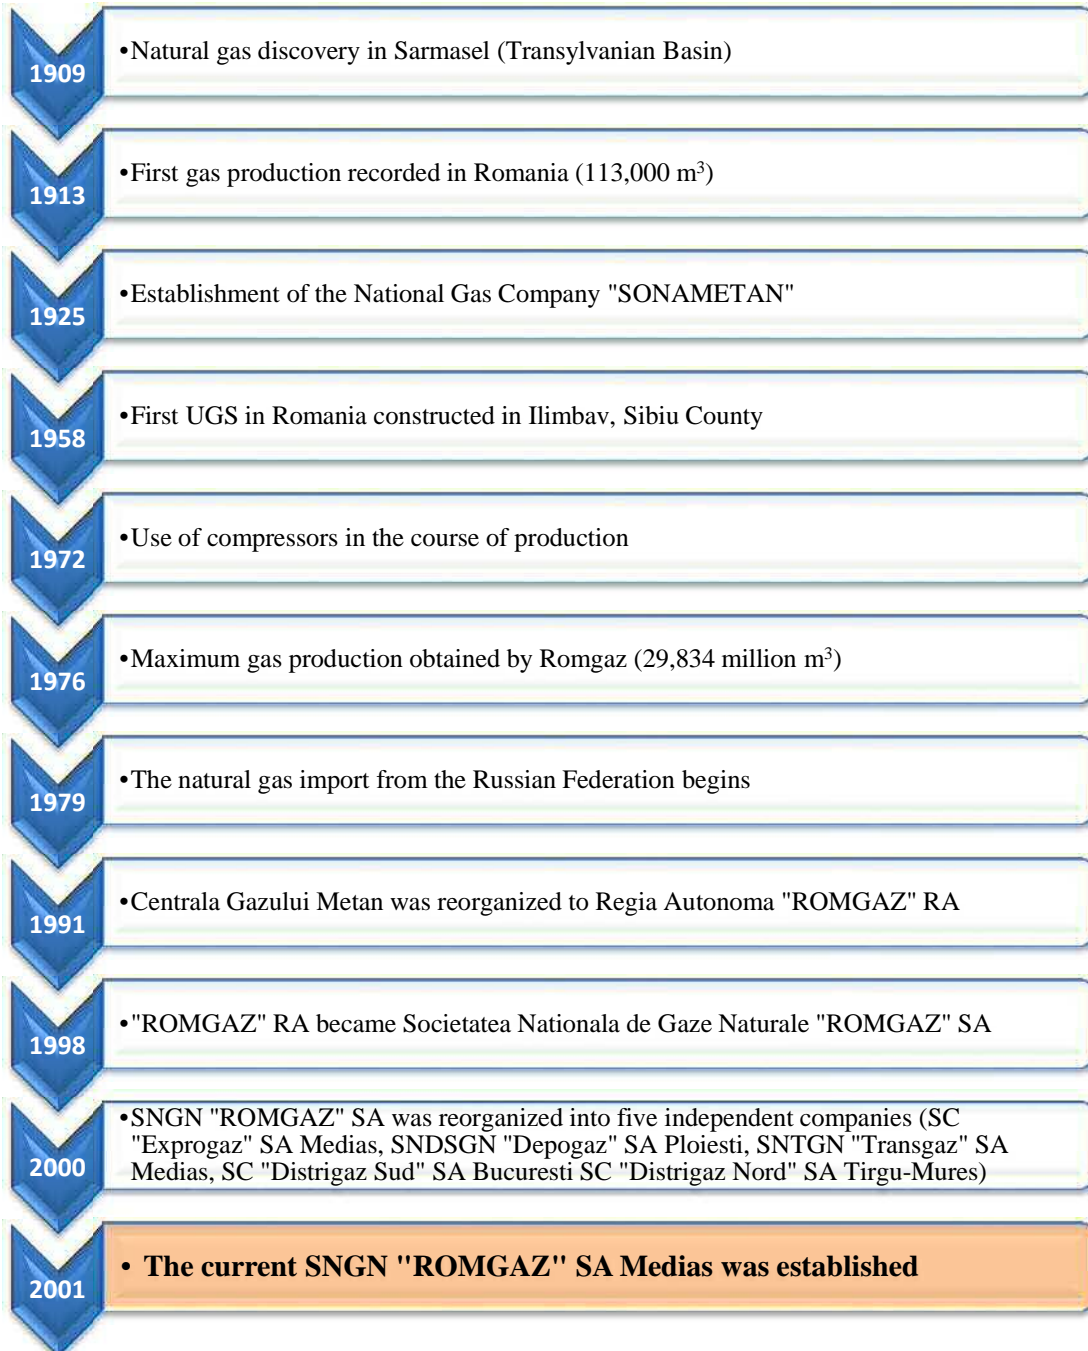 1909
•Natural gas discovery in Sarmasel (Transylvanian Basin)
1913
•First gas production recorded in Romania (113,000 m³)
1925
•Establishment of the National Gas Company "SONAMETAN"
1958
•First UGS in Romania constructed in Ilimbav, Sibiu County
1972
•Use of compressors in the course of production
1976
•Maximum gas production obtained by Romgaz (29,834 million m³)
1979
•The natural gas import from the Russian Federation begins
1991
•Centrala Gazului Metan was reorganized to Regia Autonoma "ROMGAZ" RA
1998
•"ROMGAZ" RA became Societatea Nationala de Gaze Naturale "ROMGAZ" SA
2000
•SNGN "ROMGAZ" SA was reorganized into five independent companies (SC
"Exprogaz" SA Medias, SNDSGN "Depogaz" SA Ploiesti, SNTGN "Transgaz" SA
Medias, SC "Distrigaz Sud" SA Bucuresti SC "Distrigaz Nord" SA Tirgu-Mures)
2001
• The current SNGN "ROMGAZ" SA Medias was established